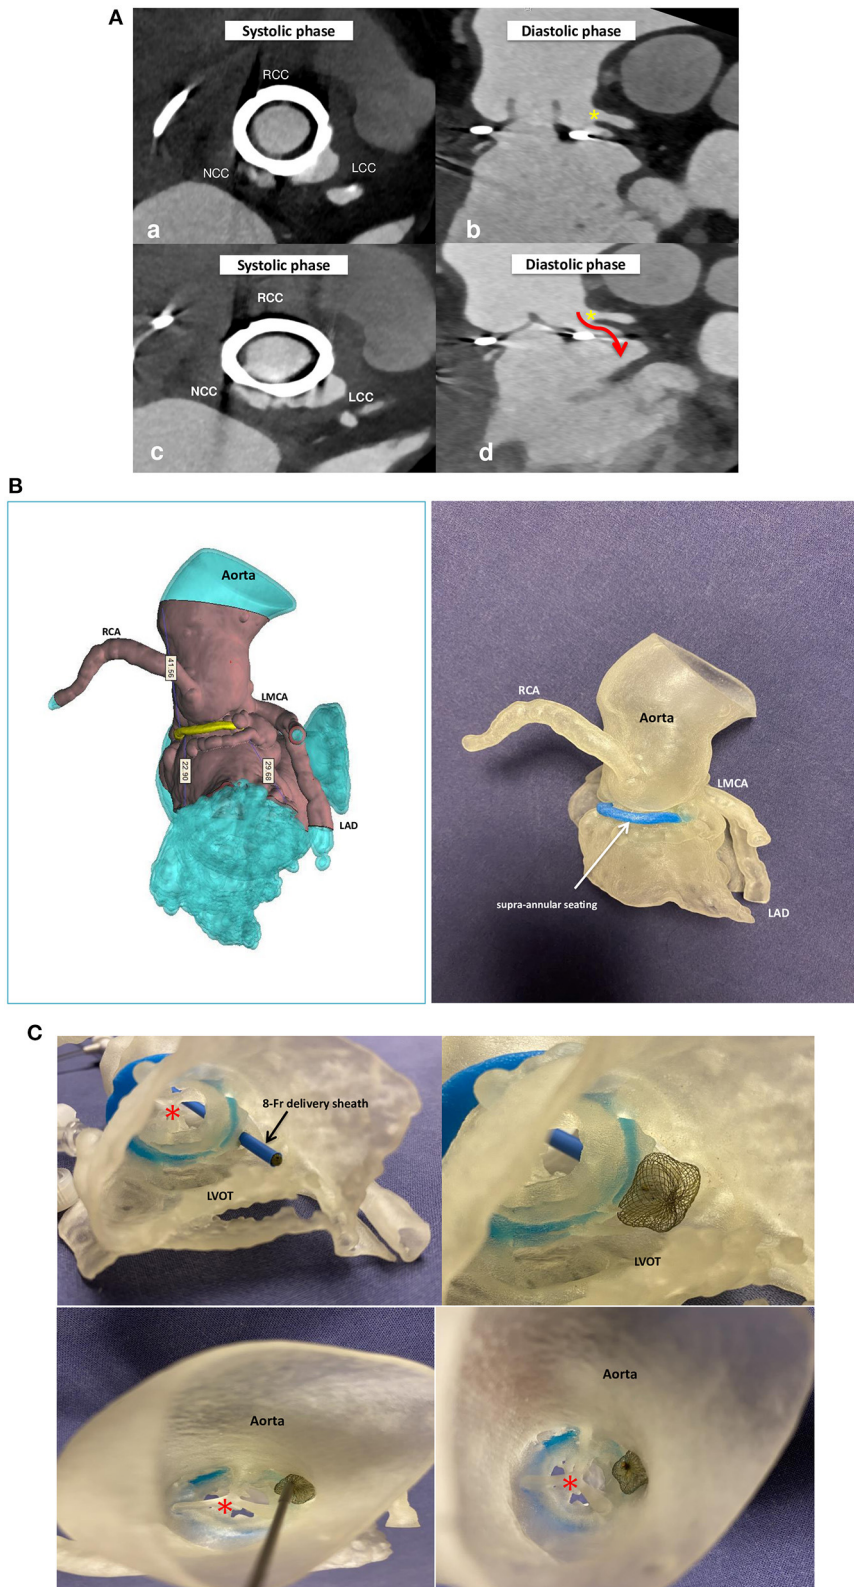 A
Systolic phase
RCC
NCC
LCC
a
Diastolic phase
*
b
Systolic phase
RCC
NCC
LCC
c
Diastolic phase
*
d
B
Aorta
RCA
41.56
LMCA
22.90
29.68
LAD
RCA
Aorta
LMCA
supra-annular seating
LAD
C
*
8-Fr delivery sheath
LVOT
LVOT
Aorta
*
Aorta
*